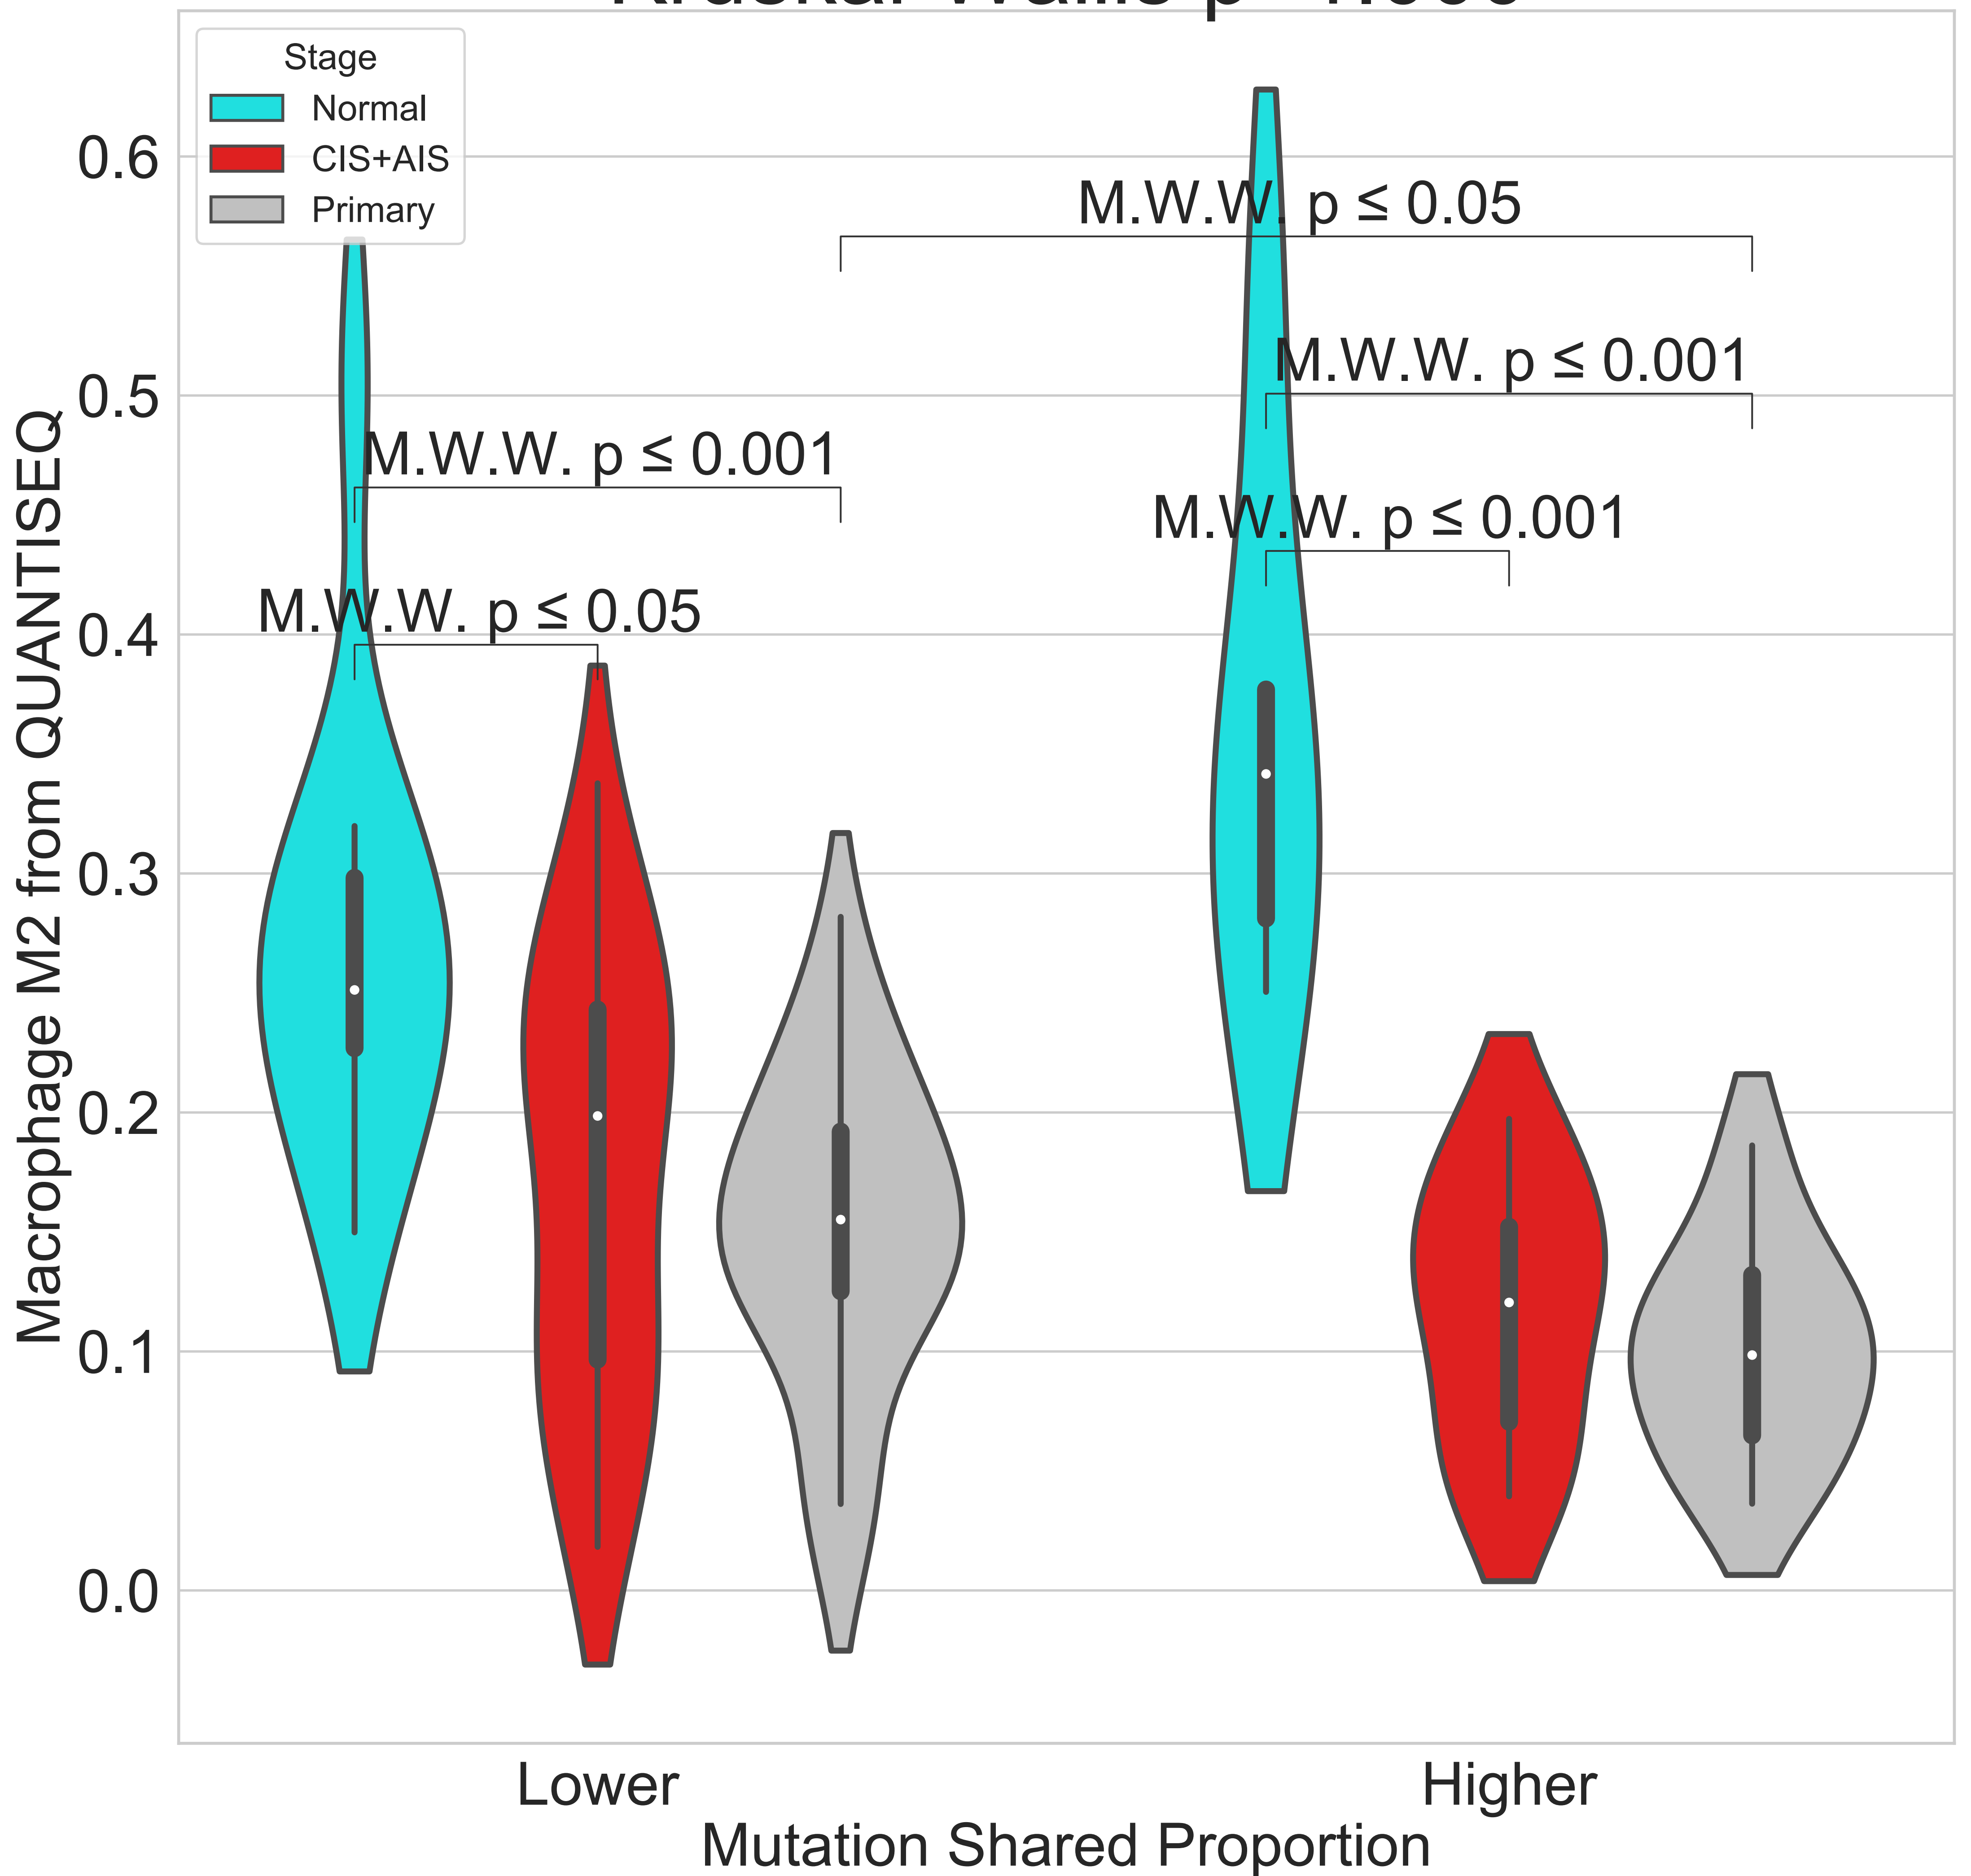 Stage
Normal
CIS+AIS
Primary
Macrophage M2 from QUANTISEQ
0.6
0.5
0.4
0.3
0.2
0.1
0.0
M.W.W. p ≤ 0.05
M.W.W. p ≤ 0.001
M.W.W. p ≤ 0.001
M.W.W. p ≤ 0.001
M.W.W. p ≤ 0.05
Lower
Higher
Mutation Shared Proportion